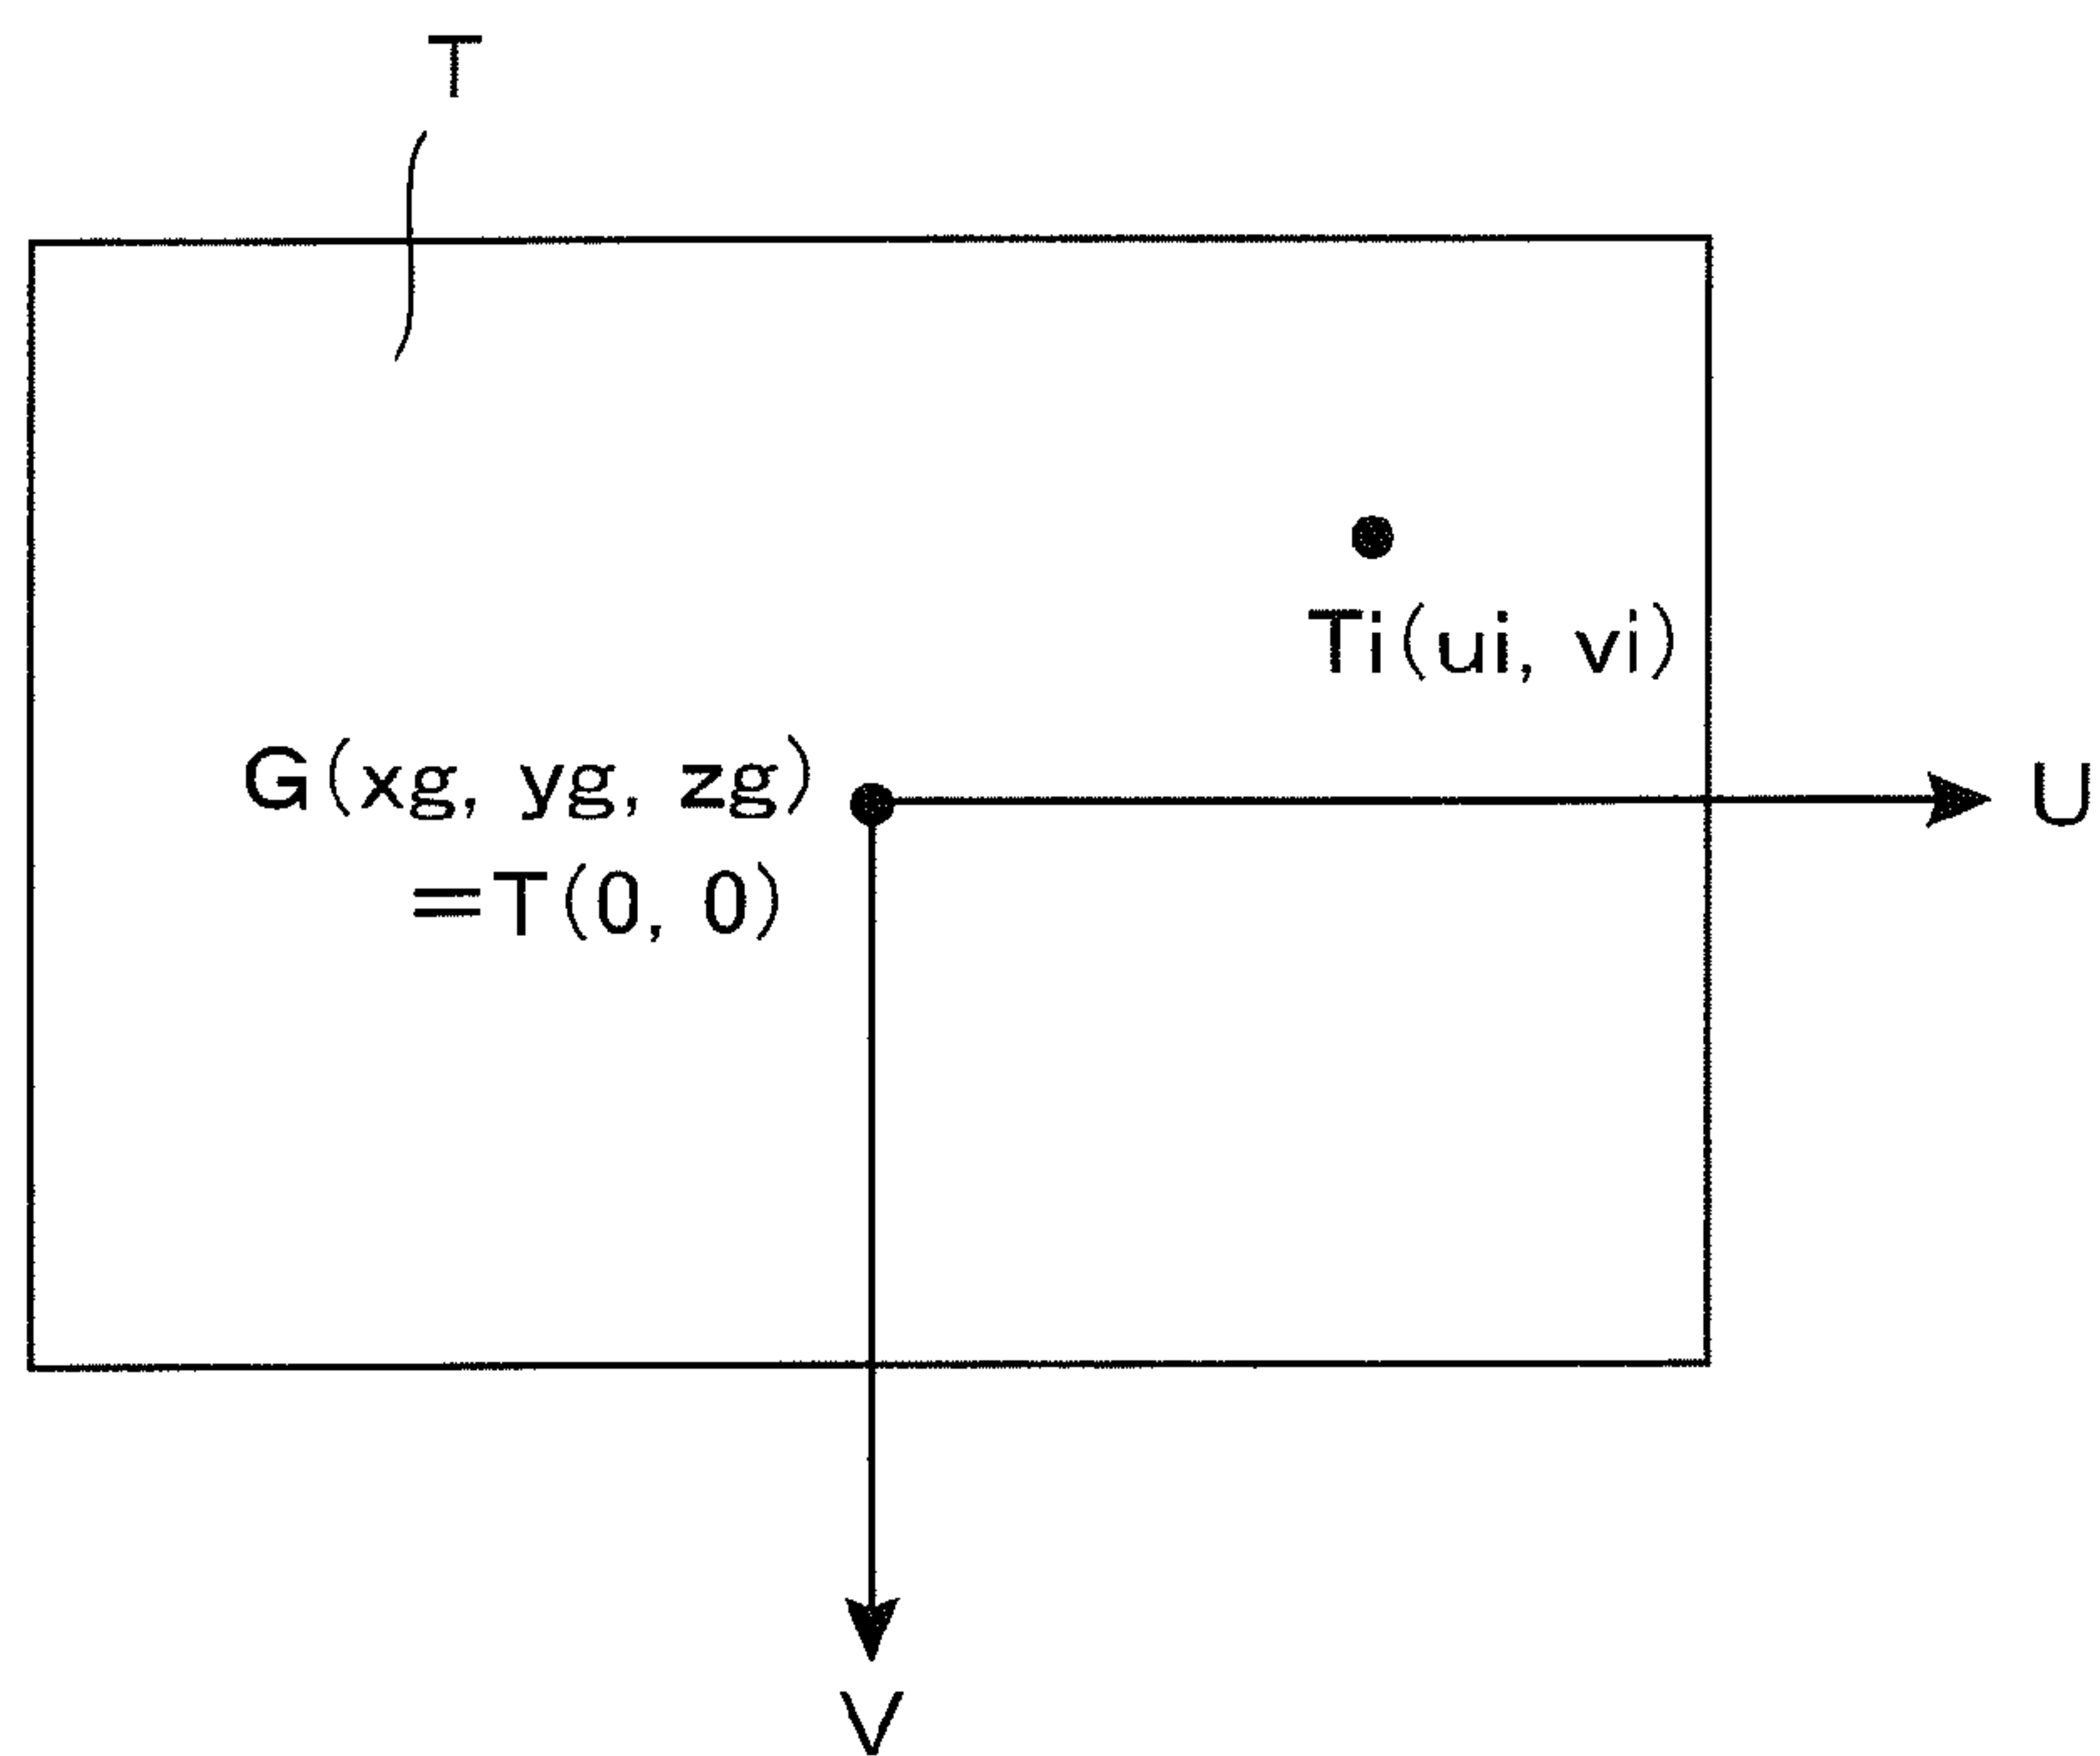 T
Ti(ui, vi)
G(xg, yg, zg)
=T(0, 0)
U
V